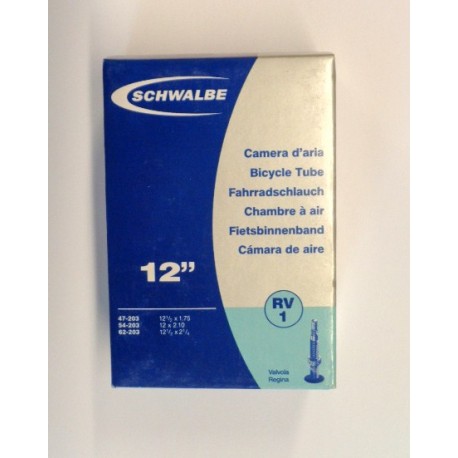 SCHWALBE
Camera d'aria
Bicycle Tube
Fahrradschlauch
Chambre à air
Fietsbinnenband
Cámara de aire
12”
RV
1
47-203 12½ x 1.75
54-203 12 x 2.10
62-203 12½ x 2¼
Valvola
Regina